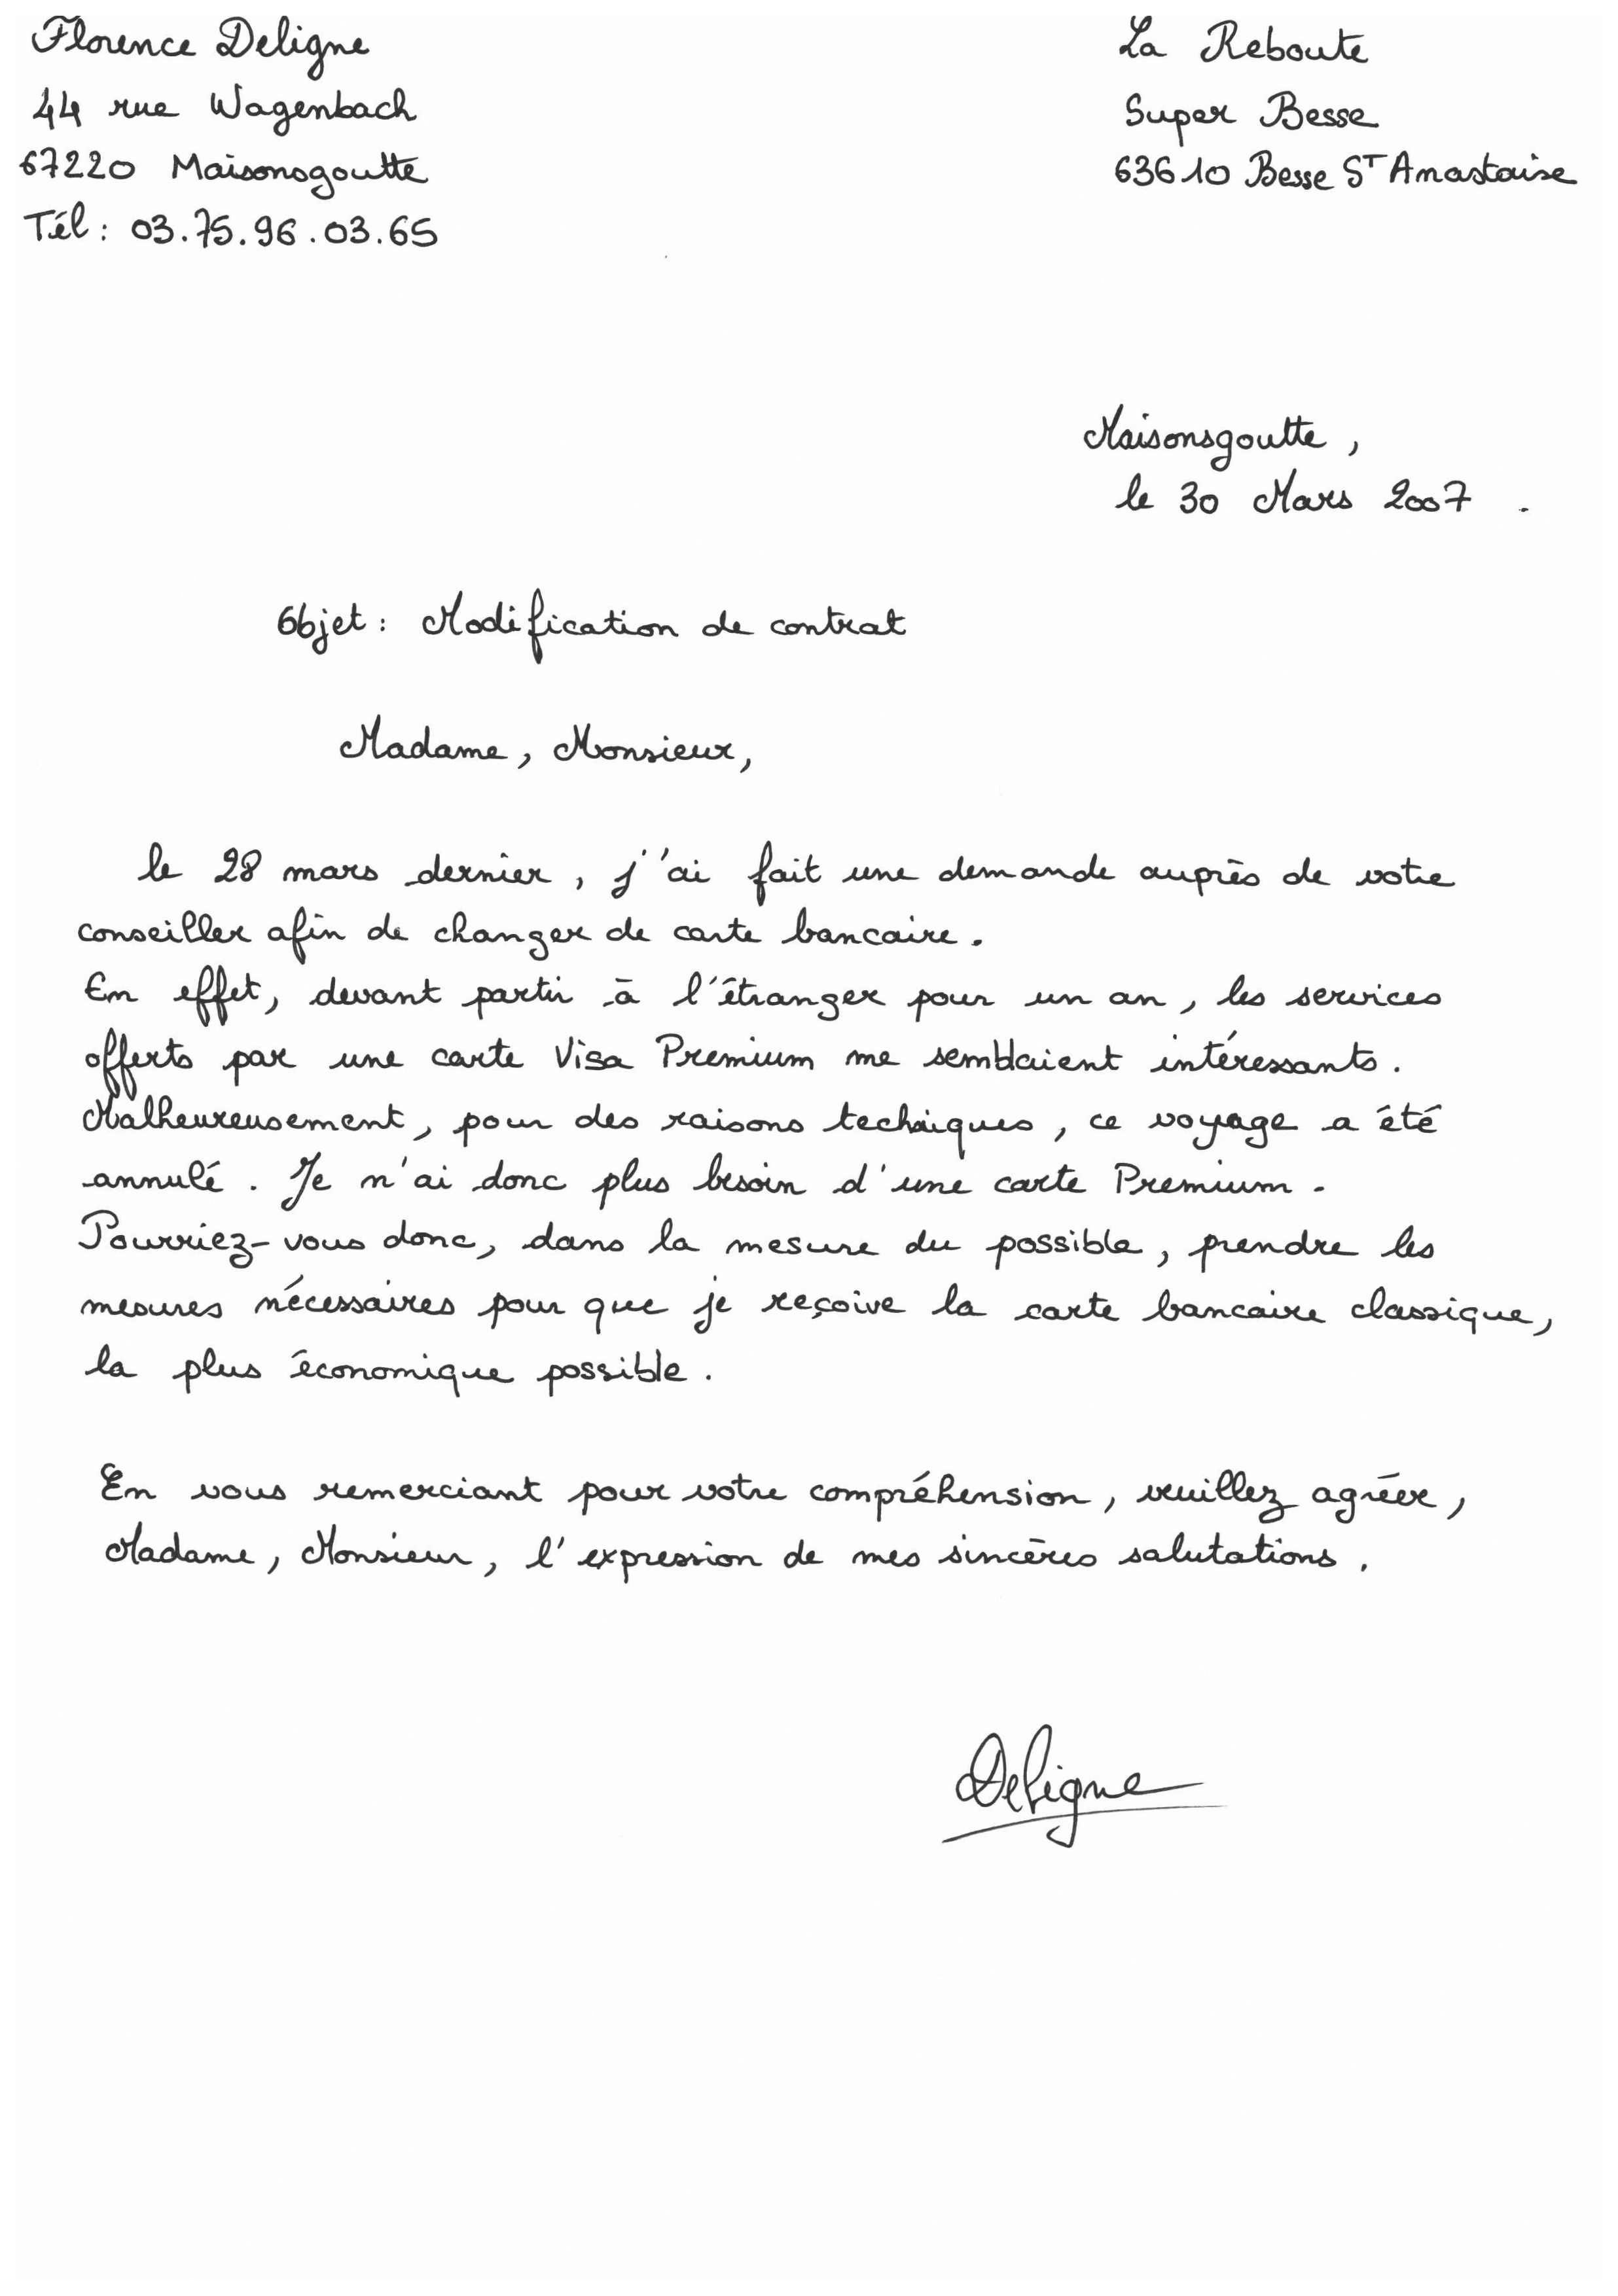 Florence Deligne
44 rue Wagenbach
67220 Maisonsgoutte
Tél : 03.75.96.03.65
La Reboute
Super Besse
63610 Besse ST Anastaise
Maisonsgoutte,
le 30 Mars 2007.
Objet : Modification de contrat
Madame, Monsieur,
le 28 mars dernier, j'ai fait une demande auprès de votre
conseiller afin de changer de carte bancaire.
En effet, devant partir à l'étranger pour un an, les services
offerts par une carte Visa Premium me semblaient intéressants.
Malheureusement, pour des raisons techniques, ce voyage a été
annulé. Je n'ai donc plus besoin d'une carte Premium.
Pourriez-vous donc, dans la mesure du possible, prendre les
mesures nécessaires pour que je reçoive la carte bancaire classique,
la plus économique possible.
En vous remerciant pour votre compréhension, veuillez agréer,
Madame, Monsieur, l'expression de mes sincères salutations.
Deligne